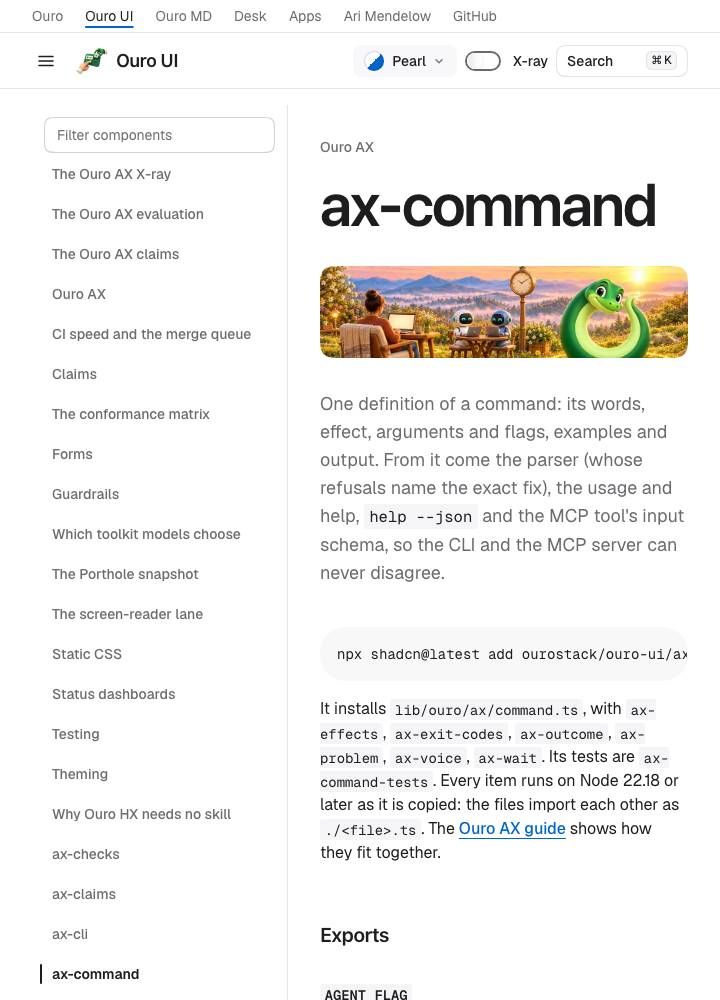 Ouro Ouro UI Ouro MD Desk Apps Ari Mendelow GitHub
Ouro UI Pearl X-ray Search ⌘K
Filter components
The Ouro AX X-ray
The Ouro AX evaluation
The Ouro AX claims
Ouro AX
CI speed and the merge queue
Claims
The conformance matrix
Forms
Guardrails
Which toolkit models choose
The Porthole snapshot
The screen-reader lane
Static CSS
Status dashboards
Testing
Theming
Why Ouro HX needs no skill
ax-checks
ax-claims
ax-cli
ax-command
Ouro AX
ax-command
One definition of a command: its words,
effect, arguments and flags, examples and
output. From it come the parser (whose
refusals name the exact fix), the usage and
help, help --json and the MCP tool's input
schema, so the CLI and the MCP server can
never disagree.
npx shadcn@latest add ourostack/ouro-ui/ax
It installs lib/ouro/ax/command.ts, with ax-
effects, ax-exit-codes, ax-outcome, ax-
problem, ax-voice, ax-wait. Its tests are ax-
command-tests. Every item runs on Node 22.18 or
later as it is copied: the files import each other as
./<file>.ts. The Ouro AX guide shows how
they fit together.
Exports
AGENT_FLAG